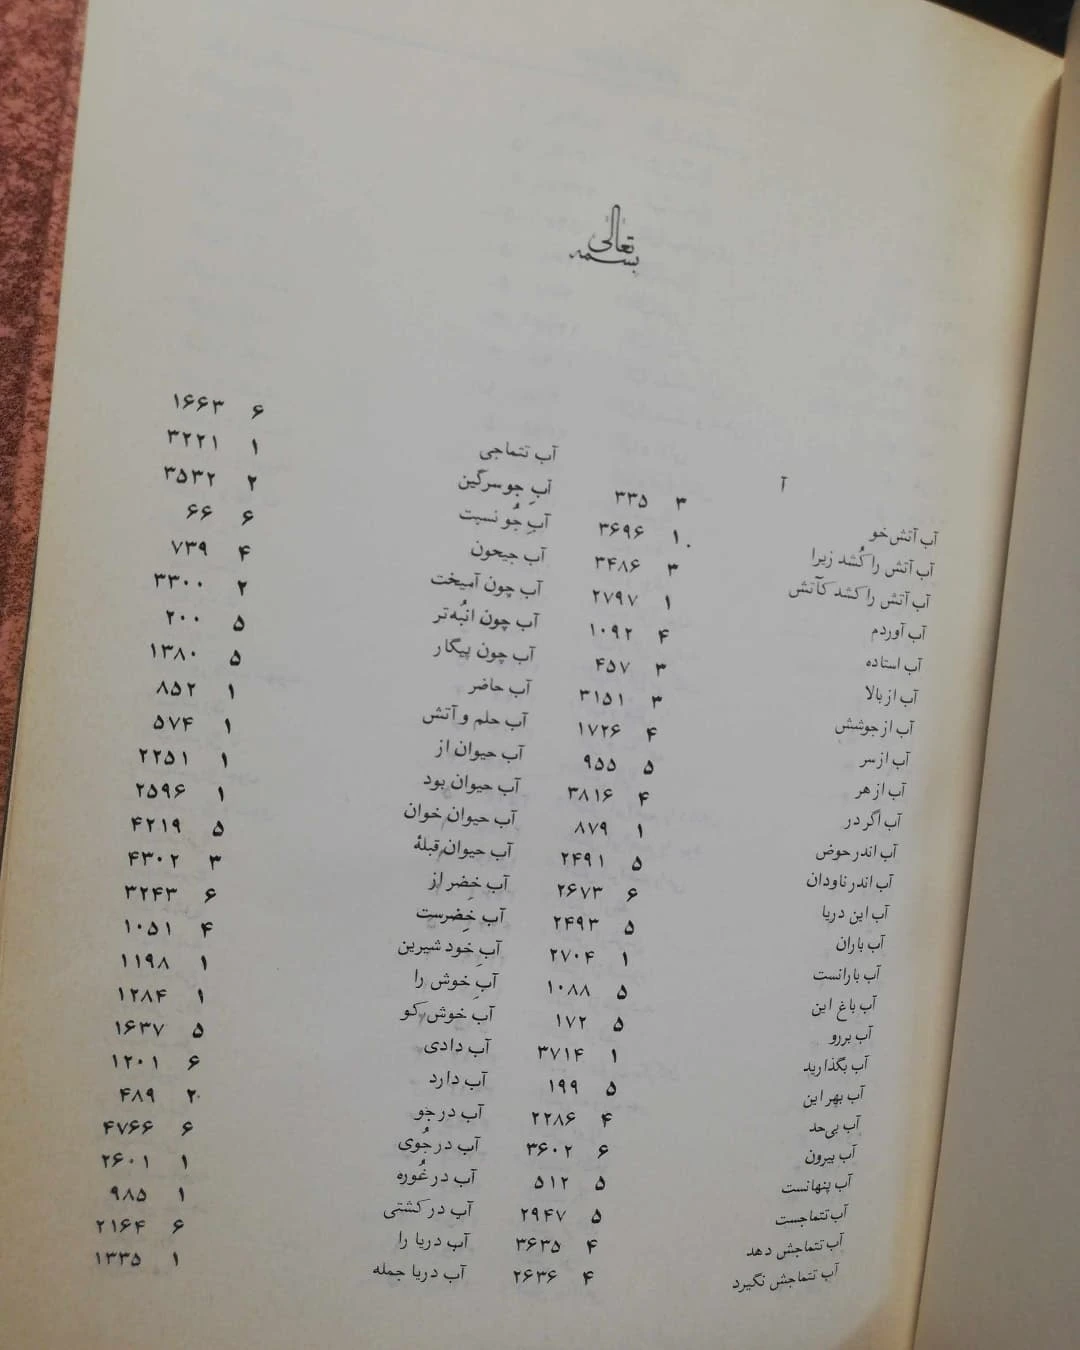 بسمه تعالی
آ
آب آتش‌خو ۳ ۳۳۵
آب آتش را کُشد زیرا ۱ ۳۶۹۶
آب آتش را کشد کآتش ۳ ۳۴۸۶
آب آوردم ۱ ۲۷۹۷
آب استاده ۴ ۱۰۹۲
آب از بالا ۳ ۴۵۷
آب از جوشش ۳ ۳۱۵۱
آب از سر ۴ ۱۷۲۶
آب از هر ۵ ۹۵۵
آب اگر در ۴ ۳۸۱۶
آب اندر حوض ۱ ۸۷۹
آب اندر ناودان ۵ ۲۴۹۱
آب این دریا ۶ ۲۶۷۳
آب باران ۵ ۲۴۹۳
آب بارانست ۱ ۲۷۰۴
آب باغ این ۵ ۱۰۸۸
آب بررو ۵ ۱۷۲
آب بگذارید ۱ ۳۷۱۴
آب بهر این ۵ ۱۹۹
آب بی‌حد ۴ ۲۲۸۶
آب بیرون ۶ ۳۶۰۲
آب پنهانست ۵ ۵۱۲
آب تتماجست ۵ ۲۹۴۷
آب تتماجش دهد ۴ ۳۶۳۵
آب تتماجش نگیرد ۴ ۲۶۳۶
آب تتماجی ۶ ۱۶۶۳
آبِ جو سرگین ۱ ۳۲۲۱
آبِ جُو نسبت ۲ ۳۵۳۲
آب جیحون ۶ ۶۶
آب چون آمیخت ۴ ۷۳۹
آب چون انبُه‌تر ۲ ۳۳۰۰
آب چون پیگار ۵ ۲۰۰
آب حاضر ۵ ۱۳۸۰
آب حلم و آتش ۱ ۸۵۲
آب حیوان از ۱ ۵۷۴
آب حیوان بود ۱ ۲۲۵۱
آب حیوان خوان ۱ ۲۵۹۶
آب حیوان قبلهٔ ۵ ۴۲۱۹
آب خِضر از ۳ ۴۳۰۲
آب خِضرست ۶ ۳۲۴۳
آبِ خود شیرین ۴ ۱۰۵۱
آبِ خوش را ۱ ۱۱۹۸
آب خوش کو ۱ ۱۲۸۴
آب دادی ۵ ۱۶۳۷
آب دارد ۶ ۱۲۰۱
آب در جو ۲ ۴۸۹
آب در جُوی ۶ ۴۷۶۶
آب در غُوره ۱ ۲۶۰۱
آب در کشتی ۱ ۹۸۵
آب دریا را ۶ ۲۱۶۴
آب دریا جمله ۱ ۱۳۳۵